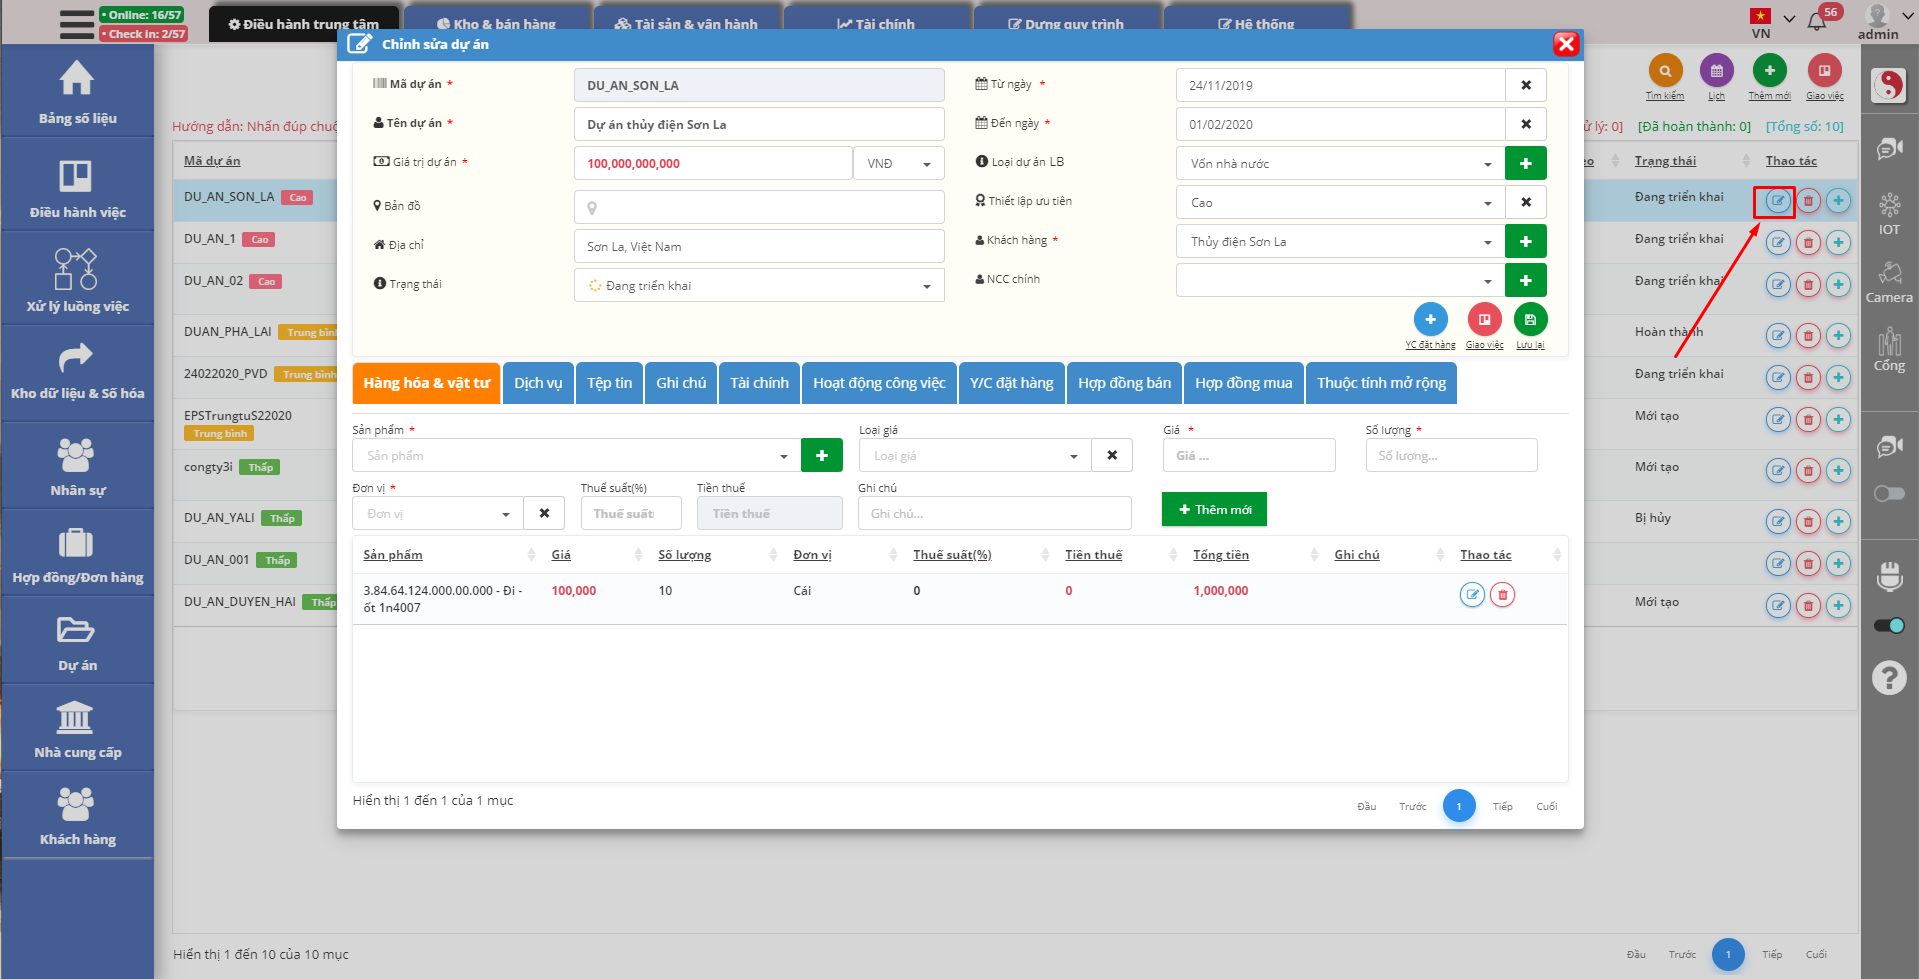 Online: 16/57
Check in: 2/57
Điều hành trung tâm
Kho & bán hàng
Tài sản & vận hành
Tài chính
Dựng quy trình
Hệ thống
VN
56
admin
Chỉnh sửa dự án
Bảng số liệu
Điều hành việc
Xử lý luồng việc
Kho dữ liệu & Số hóa
Nhân sự
Hợp đồng/Đơn hàng
Dự án
Nhà cung cấp
Khách hàng
Tìm kiếm
Lịch
Thêm mới
Giao việc
Hướng dẫn: Nhấn đúp chuộ
ử lý: 0] [Đã hoàn thành: 0] [Tổng số: 10]
Mã dự án
eo Trạng thái Thao tác
DU_AN_SON_LA Cao Đang triển khai
DU_AN_1 Cao Đang triển khai
DU_AN_02 Cao Đang triển khai
DUAN_PHA_LAI Trung bình Hoàn thành
24022020_PVD Trung bình Đang triển khai
EPSTrungtuS22020 Mới tạo
Trung bình
congty3i Thấp Mới tạo
DU_AN_YALI Thấp Bị hủy
DU_AN_001 Thấp
DU_AN_DUYEN_HAI Thấp Mới tạo
Hiển thị 1 đến 10 của 10 mục
Đầu Trước 1 Tiếp Cuối
IOT
Camera
Cổng
Mã dự án * DU_AN_SON_LA
Từ ngày * 24/11/2019
Tên dự án * Dự án thủy điện Sơn La
Đến ngày * 01/02/2020
Giá trị dự án * 100,000,000,000 VNĐ
Loại dự án LB Vốn nhà nước
Bản đồ
Thiết lập ưu tiên Cao
Địa chỉ Sơn La, Việt Nam
Khách hàng * Thủy điện Sơn La
Trạng thái Đang triển khai
NCC chính
YC đặt hàng Giao việc Lưu lại
Hàng hóa & vật tư Dịch vụ Tệp tin Ghi chú Tài chính Hoạt động công việc Y/C đặt hàng Hợp đồng bán Hợp đồng mua Thuộc tính mở rộng
Sản phẩm * Loại giá Giá * Số lượng *
Sản phẩm Loại giá Giá ... Số lượng...
Đơn vị * Thuế suất(%) Tiền thuế Ghi chú
Đơn vị Thuế suất Tiền thuế Ghi chú... Thêm mới
Sản phẩm Giá Số lượng Đơn vị Thuế suất(%) Tiền thuế Tổng tiền Ghi chú Thao tác
3.84.64.124.000.00.000 - Đi - 100,000 10 Cái 0 0 1,000,000
ốt 1n4007
Hiển thị 1 đến 1 của 1 mục
Đầu Trước 1 Tiếp Cuối